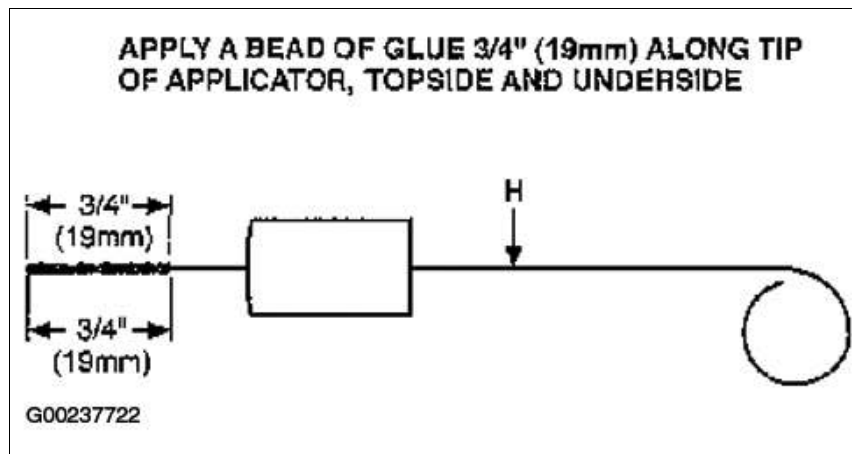 APPLY A BEAD OF GLUE 3/4" (19mm) ALONG TIP
OF APPLICATOR, TOPSIDE AND UNDERSIDE
H
3/4"
(19mm)
3/4"
(19mm)
G00237722